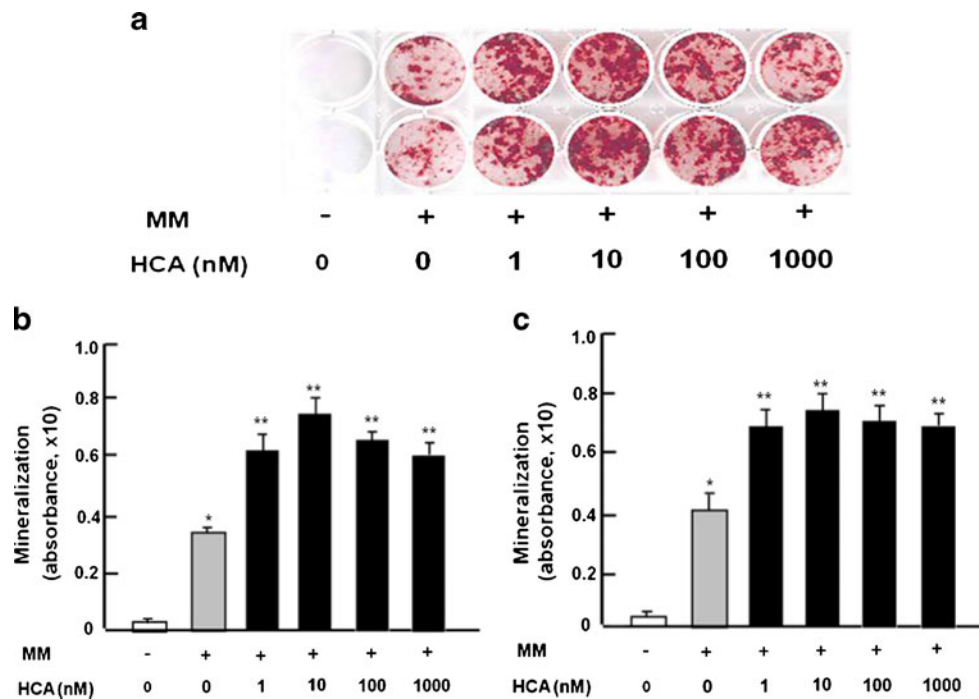 a
MM - + + + + +
HCA (nM) 0 0 1 10 100 1000
b
Mineralization
(absorbance, x10)
1.0
0.8
0.6
0.4
0.2
0
*
**
**
**
**
MM - + + + + +
HCA (nM) 0 0 1 10 100 1000
c
Mineralization
(absorbance, x10)
1.0
0.8
0.6
0.4
0.2
0
*
**
**
**
**
MM - + + + + +
HCA (nM) 0 0 1 10 100 1000